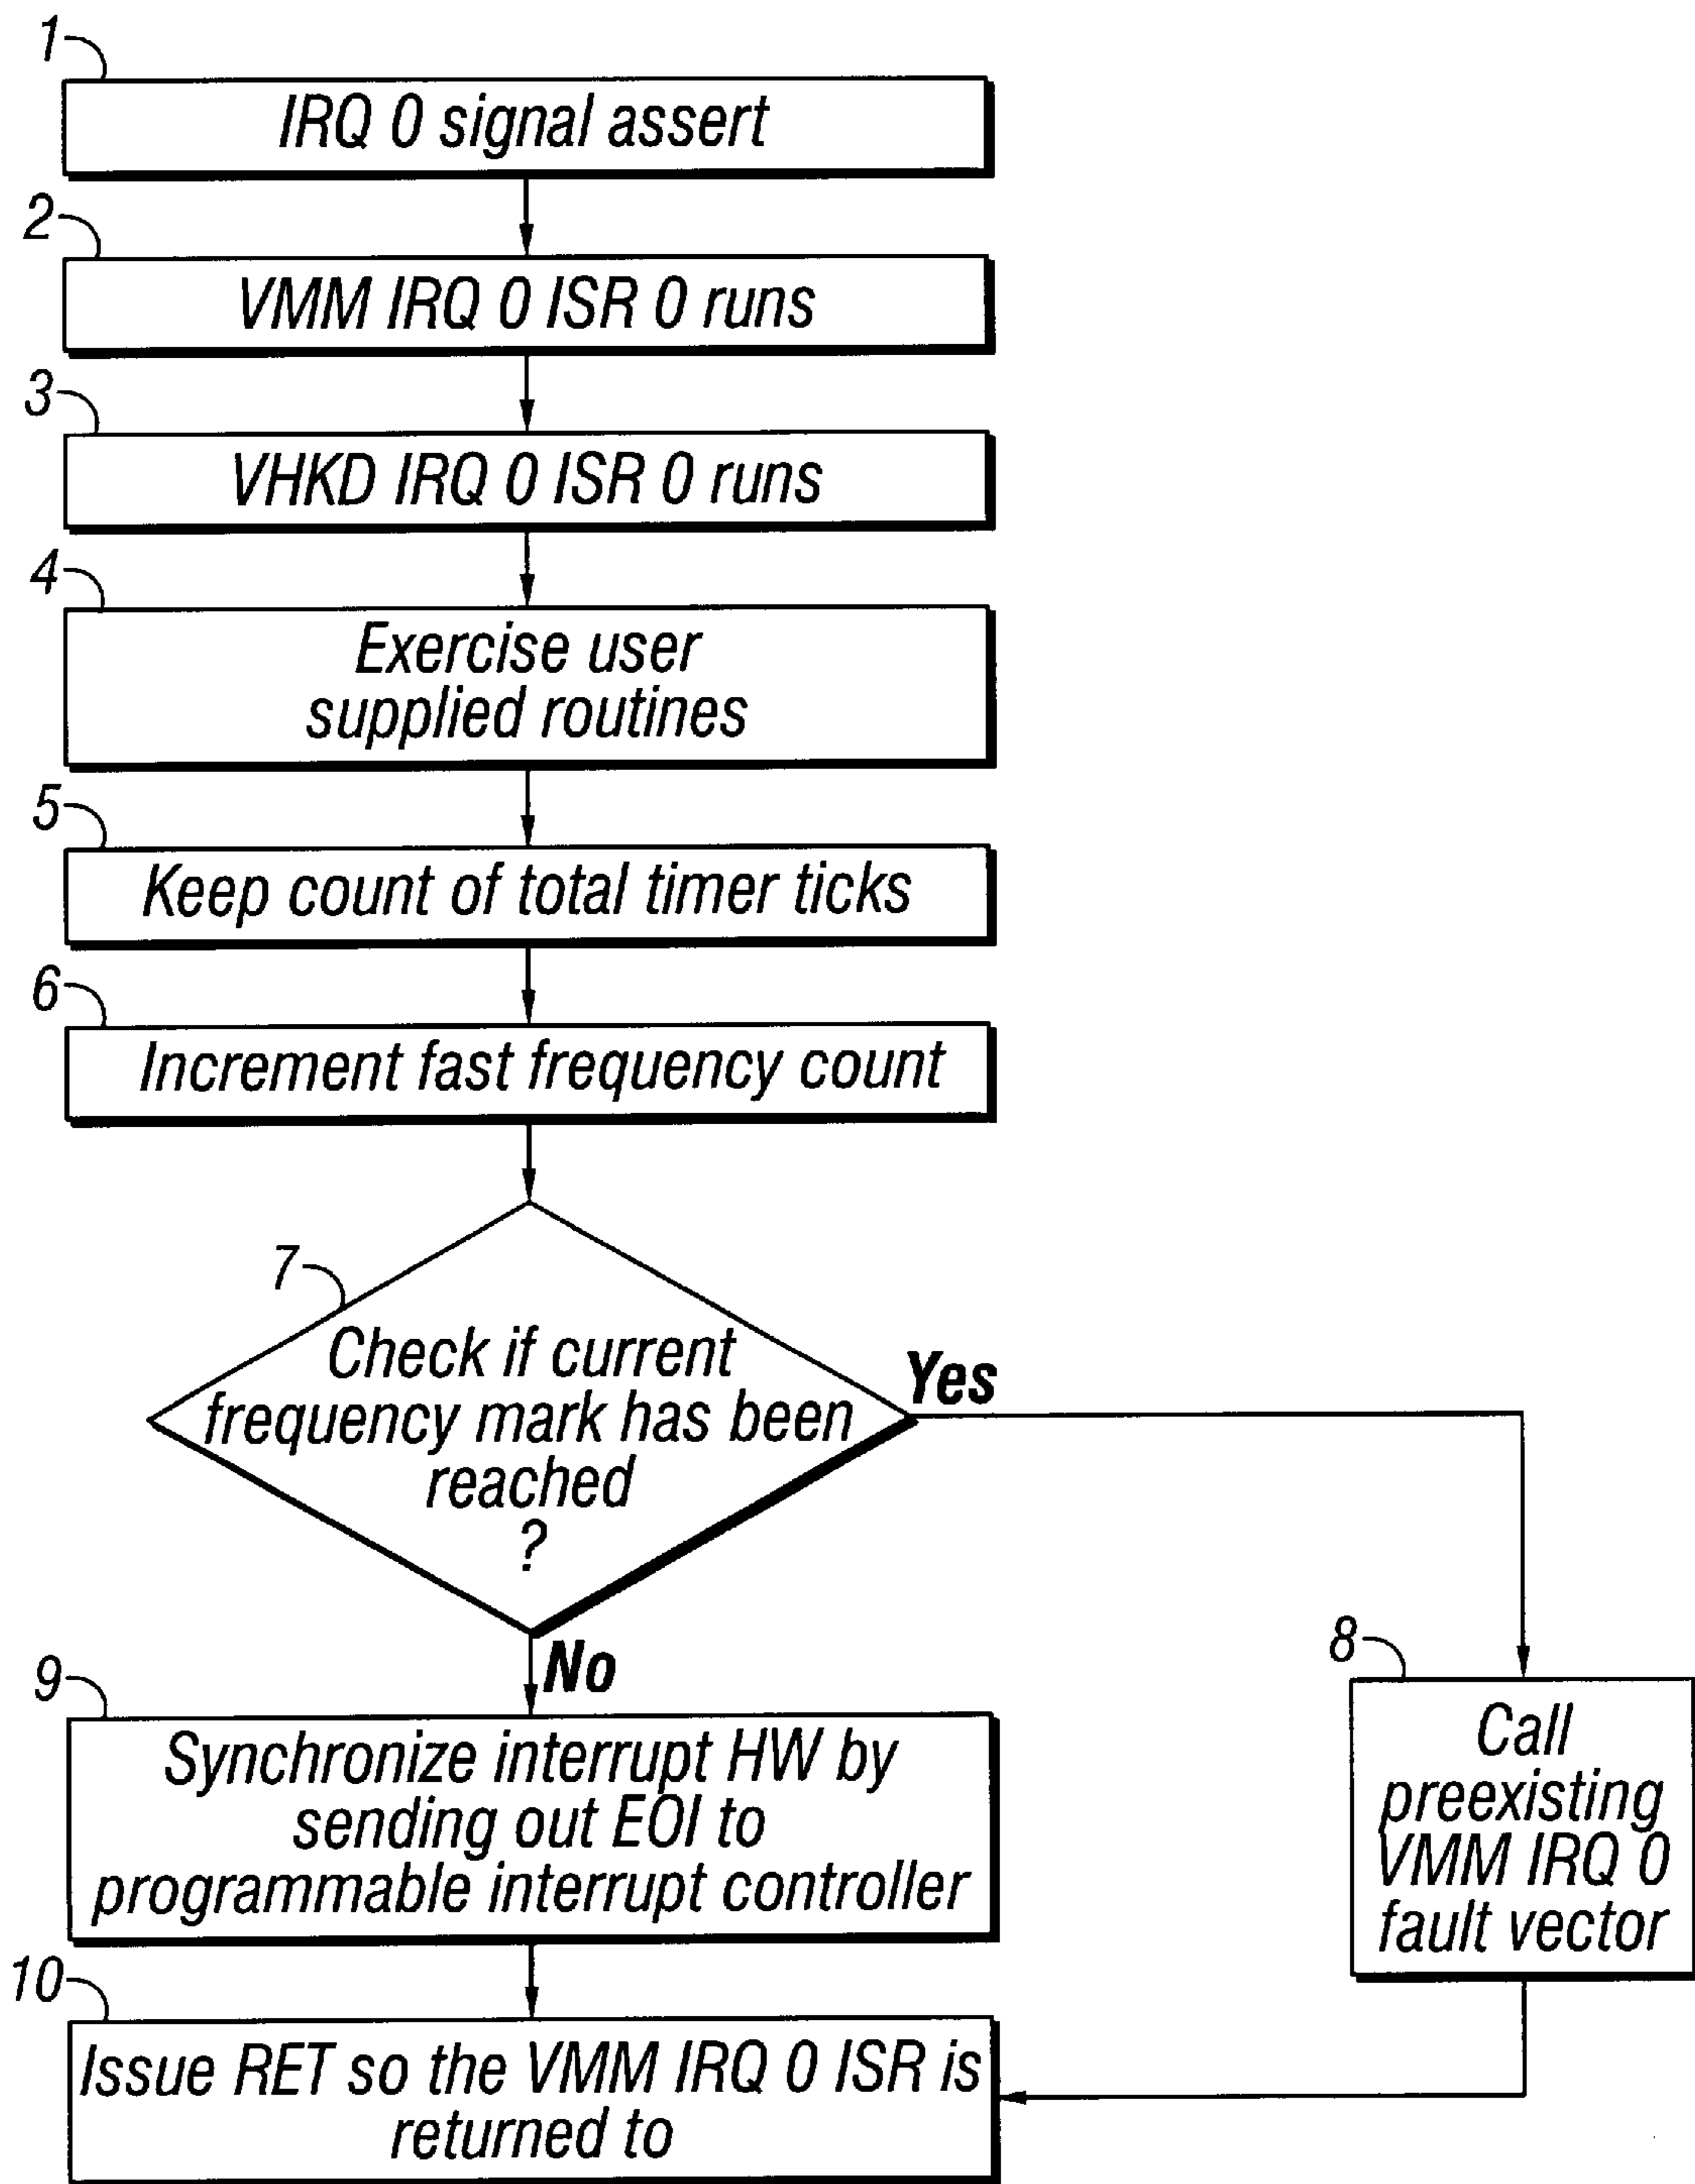 1
IRQ 0 signal assert
2
VMM IRQ 0 ISR 0 runs
3
VHKD IRQ 0 ISR 0 runs
4
Exercise user
supplied routines
5
Keep count of total timer ticks
6
Increment fast frequency count
7
Check if current
frequency mark has been
reached
?
Yes
No
8
Call
preexisting
VMM IRQ 0
fault vector
9
Synchronize interrupt HW by
sending out EOI to
programmable interrupt controller
10
Issue RET so the VMM IRQ 0 ISR is
returned to